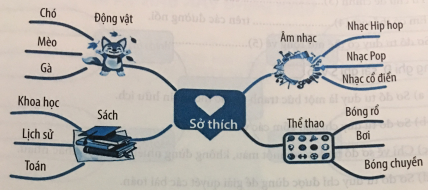 Chó
Mèo
Gà
Động vật
Khoa học
Lịch sử
Toán
Sách
Sở thích
Âm nhạc
Nhạc Hip hop
Nhạc Pop
Nhạc cổ điển
Thể thao
Bóng rổ
Bơi
Bóng chuyền